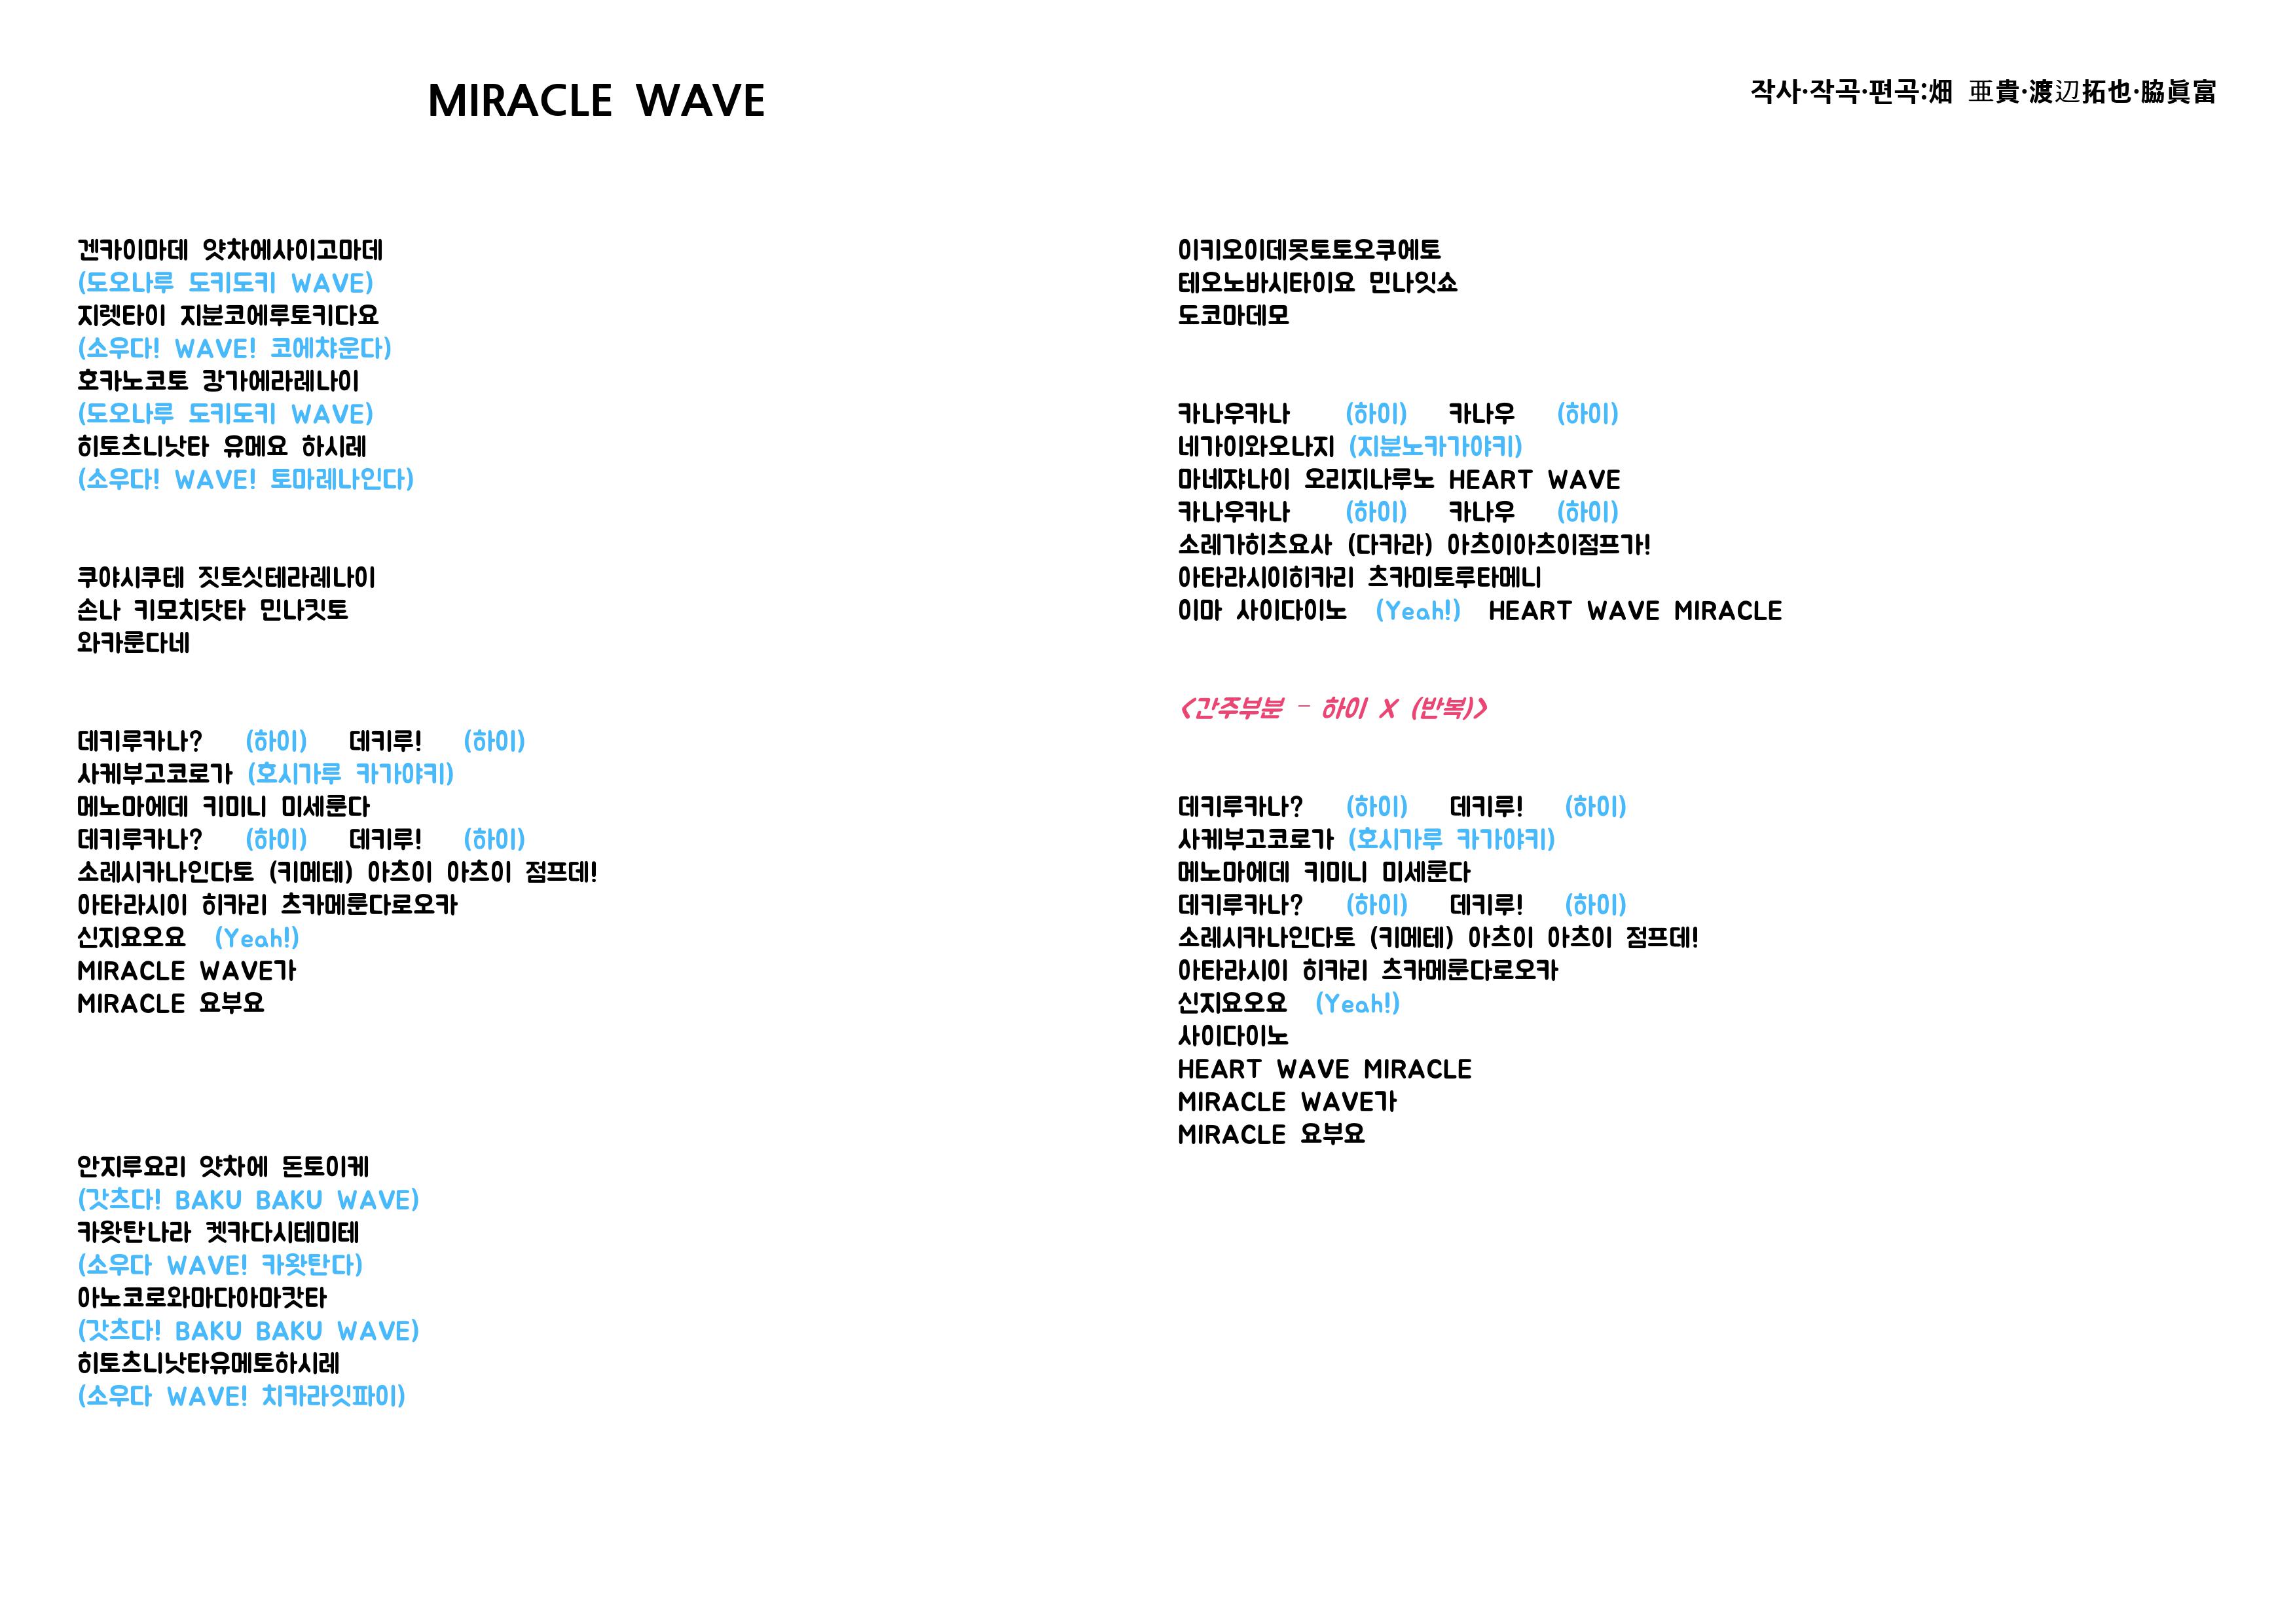 MIRACLE WAVE
작사·작곡·편곡:畑 亜貴·渡辺拓也·脇眞富
겐카이마데 얏차에사이고마데
(도오나루 도키도키 WAVE)
지렛타이 지분코에루토키다요
(소우다! WAVE! 코에챠운다)
호카노코토 캉가에라레나이
(도오나루 도키도키 WAVE)
히토츠니낫타 유메요 하시레
(소우다! WAVE! 토마레나인다)
쿠야시쿠테 짓토싯테라레나이
손나 키모치닷타 민나킷토
와카룬다네
데키루카나? (하이) 데키루! (하이)
사케부고코로가 (호시가루 카가야키)
메노마에데 키미니 미세룬다
데키루카나? (하이) 데키루! (하이)
소레시카나인다토 (키메테) 아츠이 아츠이 점프데!
아타라시이 히카리 츠카메룬다로오카
신지요오요 (Yeah!)
MIRACLE WAVE가
MIRACLE 요부요
안지루요리 얏차에 돈토이케
(갓츠다! BAKU BAKU WAVE)
카왓탄나라 켓카다시테미테
(소우다 WAVE! 카왓탄다)
아노코로와마다아마캇타
(갓츠다! BAKU BAKU WAVE)
히토츠니낫타유메토하시레
(소우다 WAVE! 치카라잇파이)
이키오이데못토토오쿠에토
테오노바시타이요 민나잇쇼
도코마데모
카나우카나 (하이) 카나우 (하이)
네가이와오나지 (지분노카가야키)
마네쟈나이 오리지나루노 HEART WAVE
카나우카나 (하이) 카나우 (하이)
소레가히츠요사 (다카라) 아츠이아츠이점프가!
아타라시이히카리 츠카미토루타메니
이마 사이다이노 (Yeah!) HEART WAVE MIRACLE
<간주부분 - 하이 X (반복)>
데키루카나? (하이) 데키루! (하이)
사케부고코로가 (호시가루 카가야키)
메노마에데 키미니 미세룬다
데키루카나? (하이) 데키루! (하이)
소레시카나인다토 (키메테) 아츠이 아츠이 점프데!
아타라시이 히카리 츠카메룬다로오카
신지요오요 (Yeah!)
사이다이노
HEART WAVE MIRACLE
MIRACLE WAVE가
MIRACLE 요부요